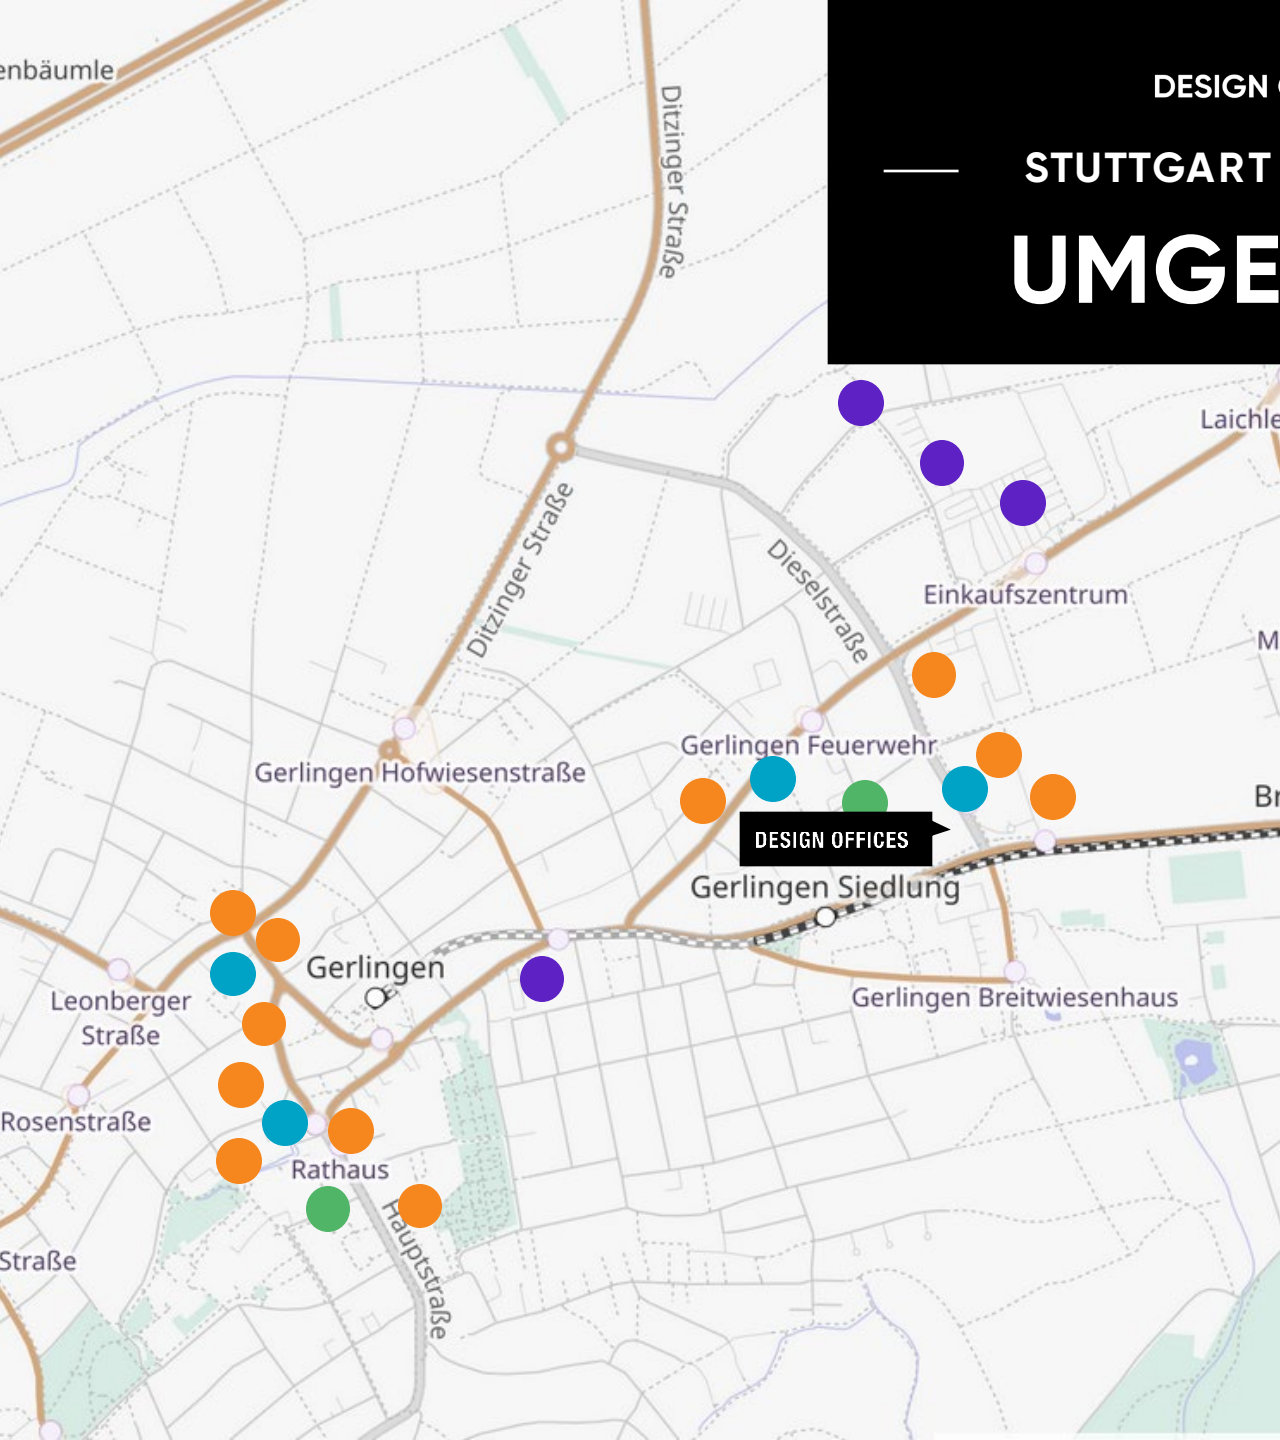 DESIGN
STUTTGART
UMGE
enbäumle
Ditzinger Straße
Laichle
Ditzinger Straße
Dieselstraße
Einkaufszentrum
M
Gerlingen Feuerwehr
Gerlingen Hofwiesenstraße
Br
DESIGN OFFICES
Gerlingen Siedlung
Gerlingen
Leonberger
Straße
Gerlingen Breitwiesenhaus
Rosenstraße
Rathaus
Hauptstraße
Straße